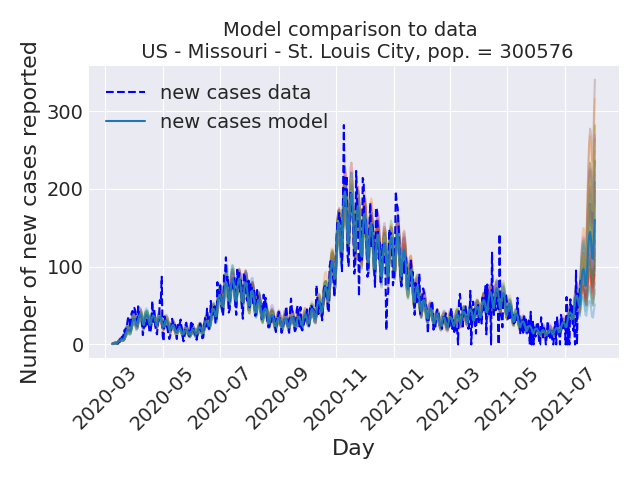 Model comparison to data
US - Missouri - St. Louis City, pop. = 300576
Number of new cases reported
300
200
100
0
new cases data
new cases model
2020-03
2020-05
2020-07
2020-09
2020-11
2021-01
2021-03
2021-05
2021-07
Day